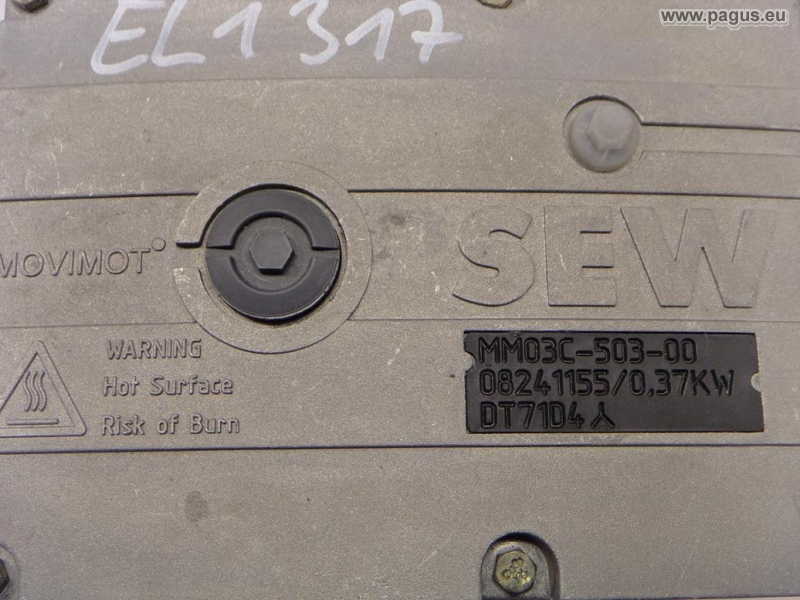 www.pagus.eu
EL1317
MOVIMOT®
SEW
WARNING
Hot Surface
Risk of Burn
MM03C-503-00
08241155/0,37KW
DT71D4⅄